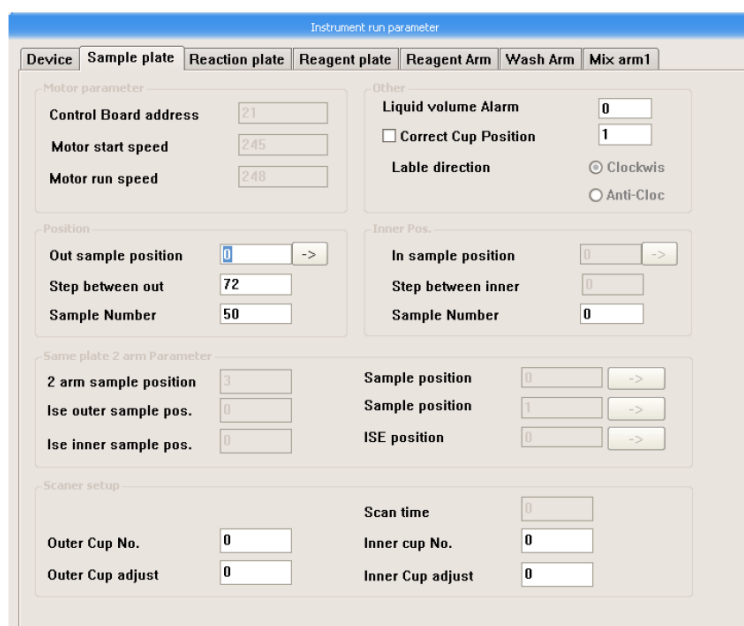 Instrument run parameter
Device Sample plate Reaction plate Reagent plate Reagent Arm Wash Arm Mix arm1
Motor parameter
Control Board address 21
Motor start speed 245
Motor run speed 248
Other
Liquid volume Alarm 0
Correct Cup Position 1
Lable direction Clockwis
Anti-Cloc
Position
Out sample position 0 ->
Step between out 72
Sample Number 50
Inner Pos.
In sample position 0 ->
Step between inner 0
Sample Number 0
Same plate 2 arm Parameter
2 arm sample position 3
Ise outer sample pos. 0
Ise inner sample pos. 0
Sample position 0 ->
Sample position 1 ->
ISE position 0 ->
Scaner setup
Scan time 0
Outer Cup No. 0
Inner cup No. 0
Outer Cup adjust 0
Inner Cup adjust 0